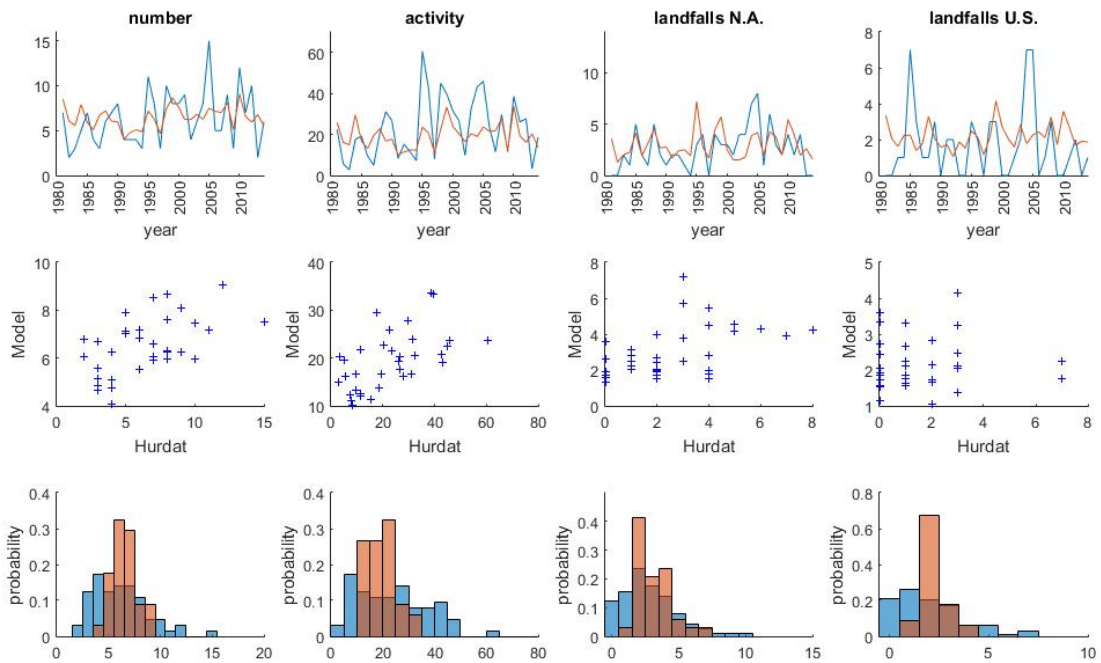 number activity landfalls N.A. landfalls U.S.
15 10 5 0
60 40 20 0
10 5 0
8 6 4 2 0
1980 1985 1990 1995 2000 2005 2010
1980 1985 1990 1995 2000 2005 2010
1980 1985 1990 1995 2000 2005 2010
1980 1985 1990 1995 2000 2005 2010
year year year year
Model Model Model Model
10 8 6 4
40 30 20 10
8 6 4 2 0
5 4 3 2 1
0 5 10 15
0 20 40 60 80
0 2 4 6 8
0 2 4 6 8
Hurdat Hurdat Hurdat Hurdat
probability probability probability probability
0.4 0.3 0.2 0.1 0
0.4 0.3 0.2 0.1 0
0.4 0.3 0.2 0.1 0
0.8 0.6 0.4 0.2 0
0 5 10 15 20
0 20 40 60 80
0 5 10 15
0 5 10